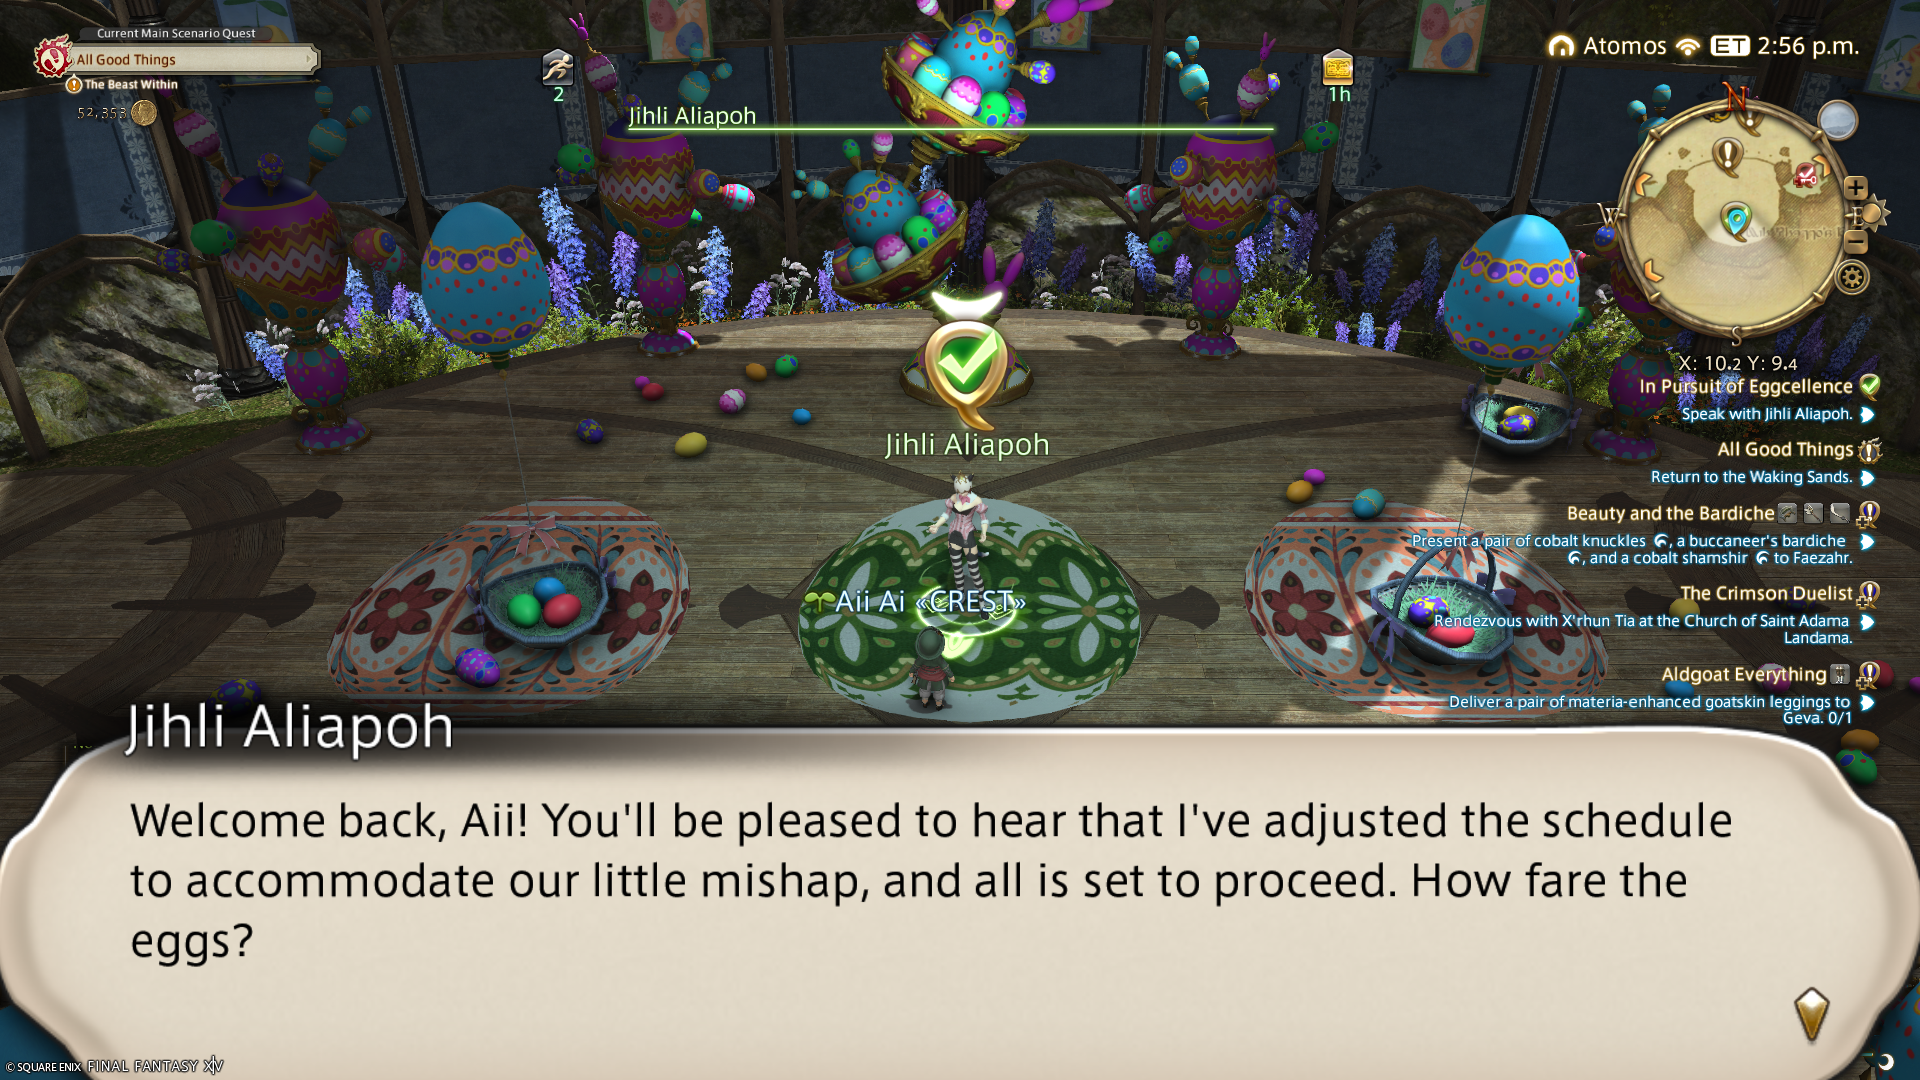 Current Main Scenario Quest
All Good Things
The Beast Within
52,353
2
Jihli Aliapoh
1h
Atomos ET 2:56 p.m.
N
W
E
S
X: 10.2 Y: 9.4
In Pursuit of Eggcellence
Speak with Jihli Aliapoh.
All Good Things
Return to the Waking Sands.
Beauty and the Bardiche
Present a pair of cobalt knuckles, a buccaneer's bardiche
, and a cobalt shamshir to Faezahr.
The Crimson Duelist
Rendezvous with X'rhun Tia at the Church of Saint Adama
Landama.
Aldgoat Everything
Deliver a pair of materia-enhanced goatskin leggings to
Geva. 0/1
Jihli Aliapoh
Aii Ai «CREST»
Jihli Aliapoh
Welcome back, Aii! You'll be pleased to hear that I've adjusted the schedule
to accommodate our little mishap, and all is set to proceed. How fare the
eggs?
© SQUARE ENIX FINAL FANTASY XIV